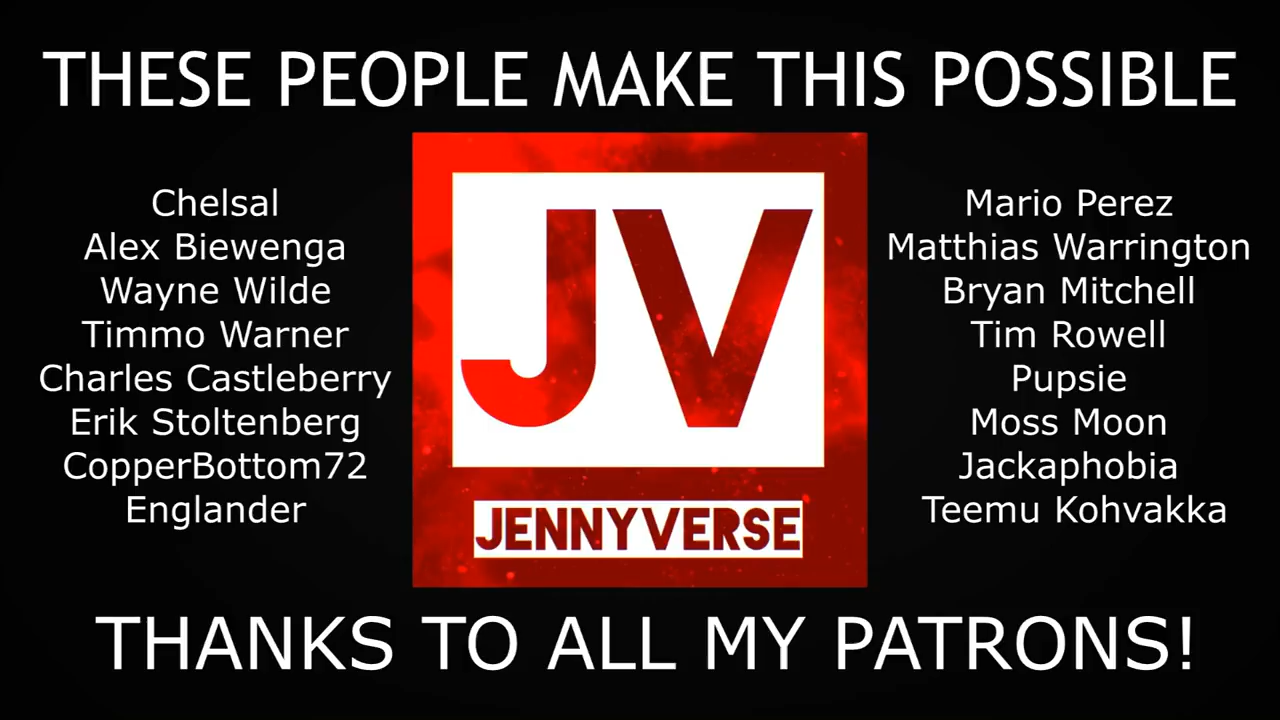 THESE PEOPLE MAKE THIS POSSIBLE
Chelsal
Alex Biewenga
Wayne Wilde
Timmo Warner
Charles Castleberry
Erik Stoltenberg
CopperBottom72
Englander
JV
JENNYVERSE
Mario Perez
Matthias Warrington
Bryan Mitchell
Tim Rowell
Pupsie
Moss Moon
Jackaphobia
Teemu Kohvakka
THANKS TO ALL MY PATRONS!